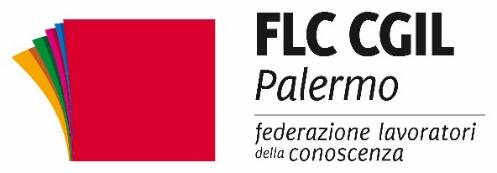 FLC CGIL
Palermo
federazione lavoratori
della conoscenza